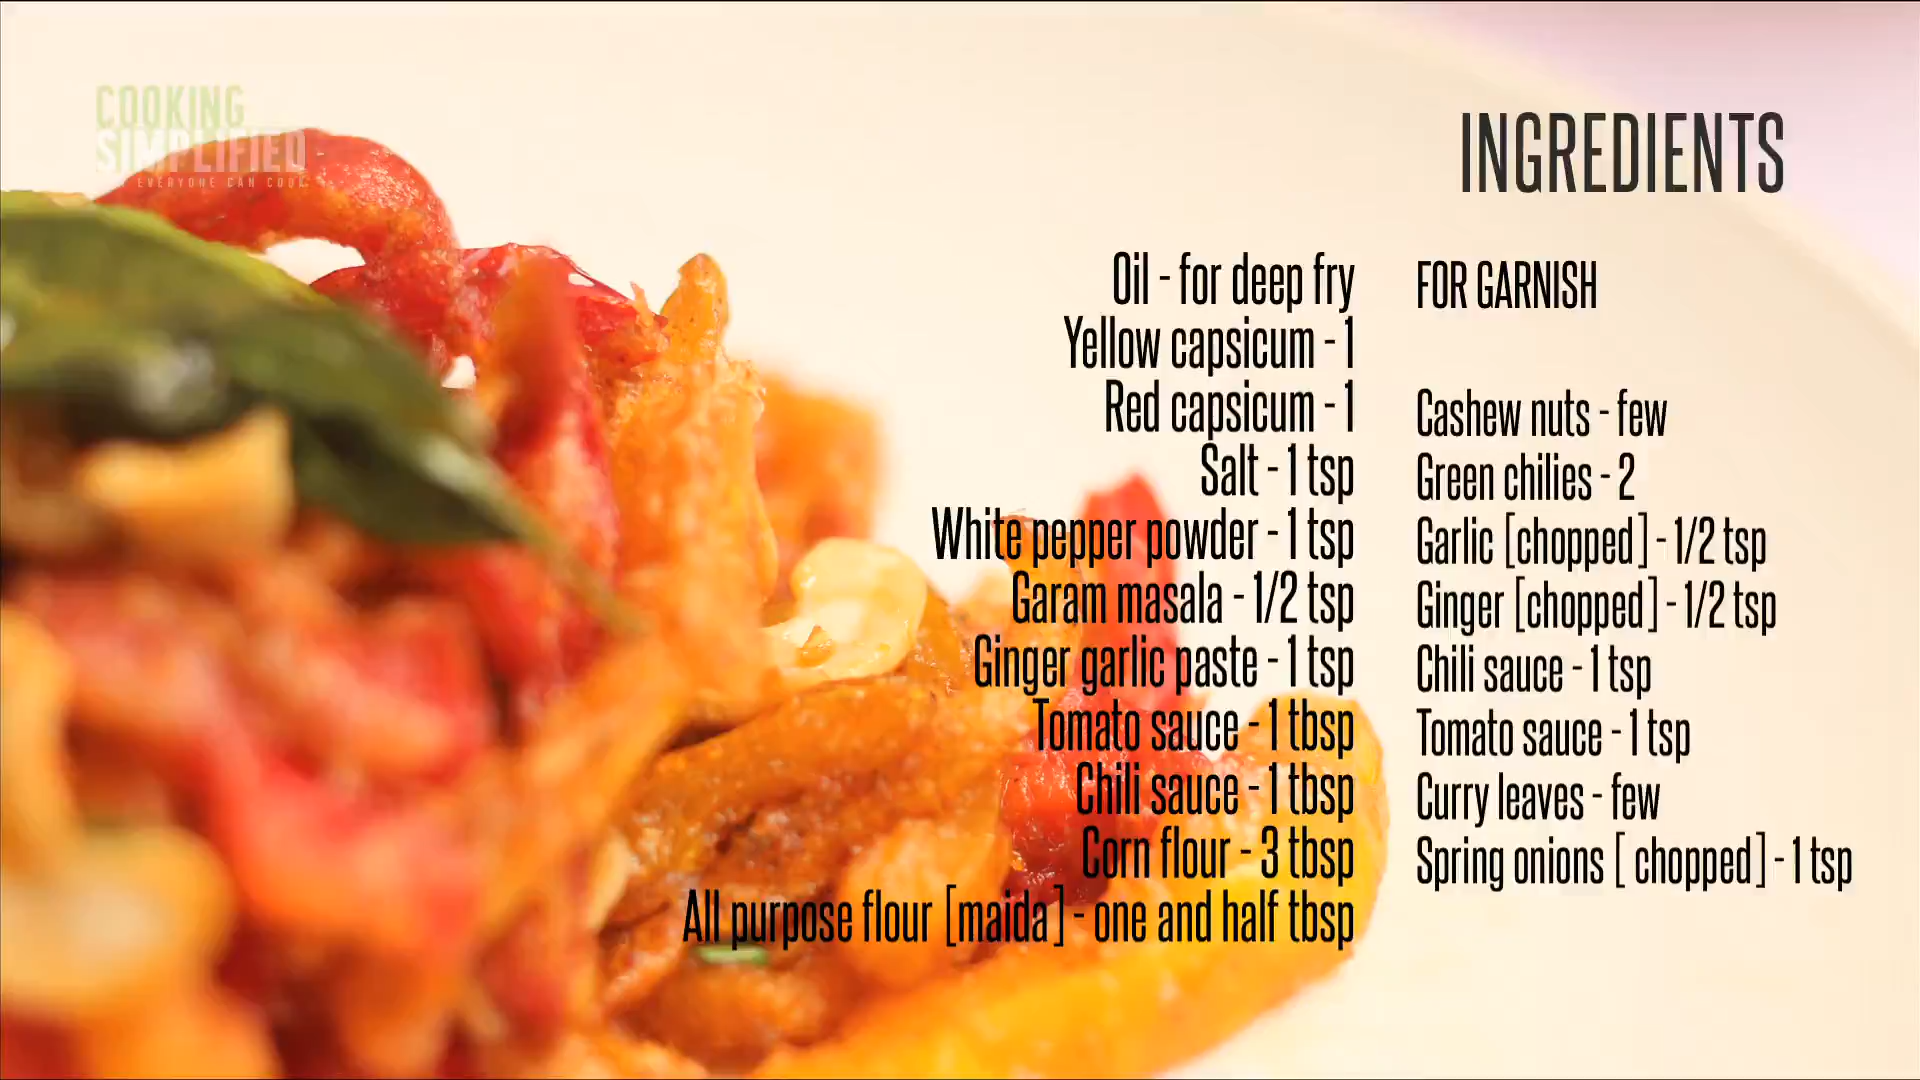 COOKING
SIMPLIFIED
EVERYONE CAN COOK
INGREDIENTS
Oil - for deep fry
Yellow capsicum - 1
Red capsicum - 1
Salt - 1 tsp
White pepper powder - 1 tsp
Garam masala - 1/2 tsp
Ginger garlic paste - 1 tsp
Tomato sauce - 1 tbsp
Chili sauce - 1 tbsp
Corn flour - 3 tbsp
All purpose flour [maida] - one and half tbsp
FOR GARNISH
Cashew nuts - few
Green chilies - 2
Garlic [chopped] - 1/2 tsp
Ginger [chopped] - 1/2 tsp
Chili sauce - 1 tsp
Tomato sauce - 1 tsp
Curry leaves - few
Spring onions [ chopped] - 1 tsp